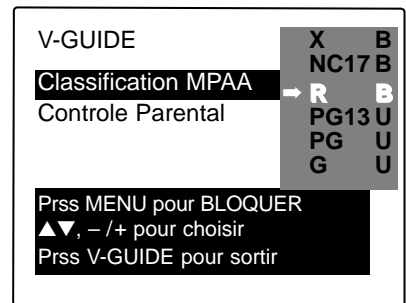 V-GUIDE
Classification MPAA
Controle Parental
X B
NC17 B
➡ R B
PG13 U
PG U
G U
Prss MENU pour BLOQUER
▲▼, – /+ pour choisir
Prss V-GUIDE pour sortir